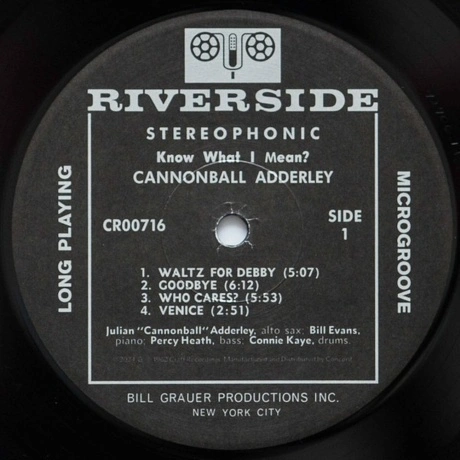 RIVERSIDE
STEREOPHONIC
Know What I Mean?
CANNONBALL ADDERLEY
LONG PLAYING
MICROGROOVE
CR00716
SIDE
1
1. WALTZ FOR DEBBY (5:07)
2. GOODBYE (6:12)
3. WHO CARES? (5:53)
4. VENICE (2:51)
Julian "Cannonball" Adderley, alto sax: Bill Evans,
piano: Percy Heath, bass: Connie Kaye, drums.
BILL GRAUER PRODUCTIONS INC.
NEW YORK CITY